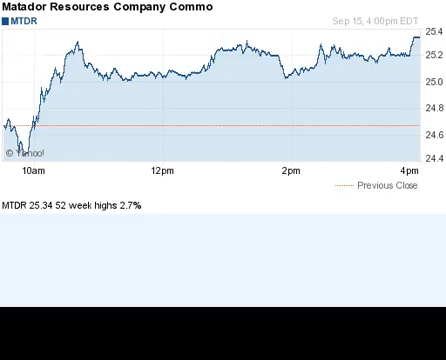 Matador Resources Company Commo
MTDR
Sep 15, 4:00pm EDT
25.4
25.2
25.0
24.8
24.6
24.4
© Yahoo!
10am
12pm
2pm
4pm
Previous Close
MTDR 25.34 52 week highs 2.7%